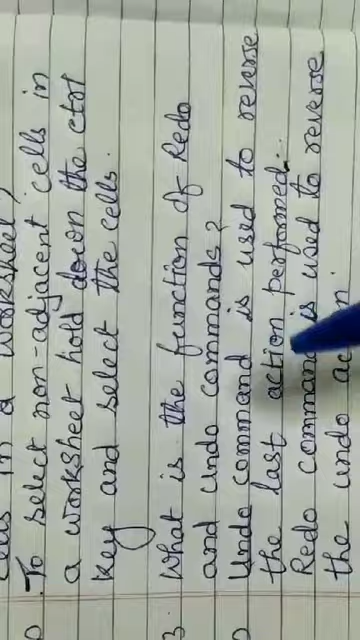 in a worksheet?
To select non-adjacent cells in
a worksheet hold down the ctrl
key and select the cells.
3. What is the function of Redo
and Undo commands?
Undo command is used to reverse
the last action performed.
Redo command is used to reverse
the undo